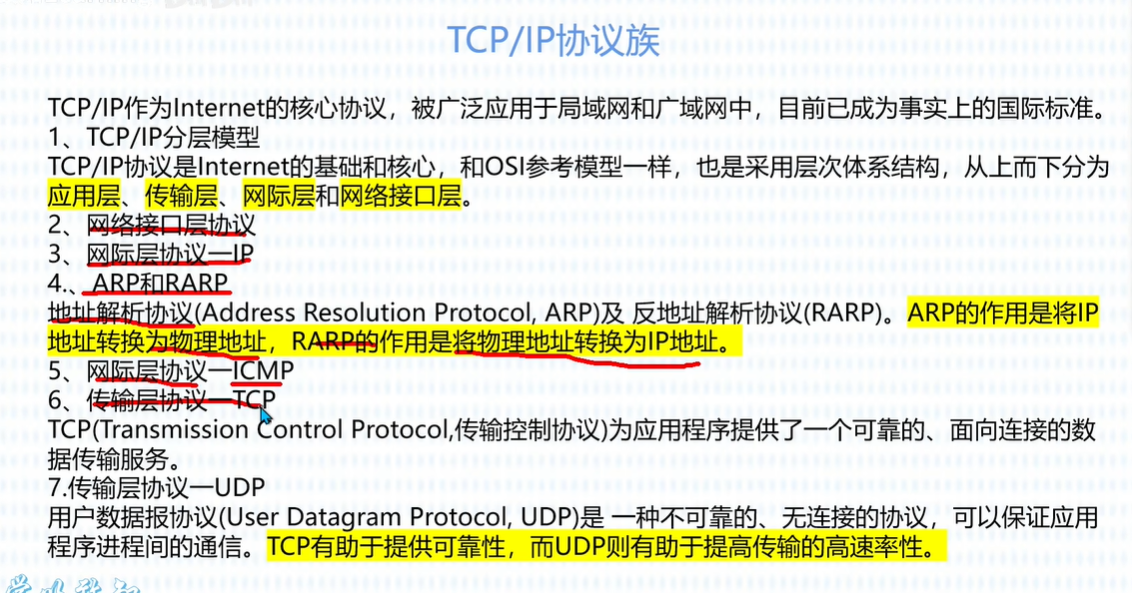 TCP/IP协议族
TCP/IP作为Internet的核心协议，被广泛应用于局域网和广域网中，目前已成为事实上的国际标准。
1、TCP/IP分层模型
TCP/IP协议是Internet的基础和核心，和OSI参考模型一样，也是采用层次体系结构，从上而下分为
应用层、传输层、网际层和网络接口层。
2、网络接口层协议
3、网际层协议一IP
4.、ARP和RARP
地址解析协议(Address Resolution Protocol, ARP)及 反地址解析协议(RARP)。ARP的作用是将IP
地址转换为物理地址，RARP的作用是将物理地址转换为IP地址。
5、网际层协议一ICMP
6、传输层协议一TCP
TCP(Transmission Control Protocol,传输控制协议)为应用程序提供了一个可靠的、面向连接的数
据传输服务。
7.传输层协议一UDP
用户数据报协议(User Datagram Protocol, UDP)是 一种不可靠的、无连接的协议，可以保证应用
程序进程间的通信。TCP有助于提供可靠性，而UDP则有助于提高传输的高速率性。